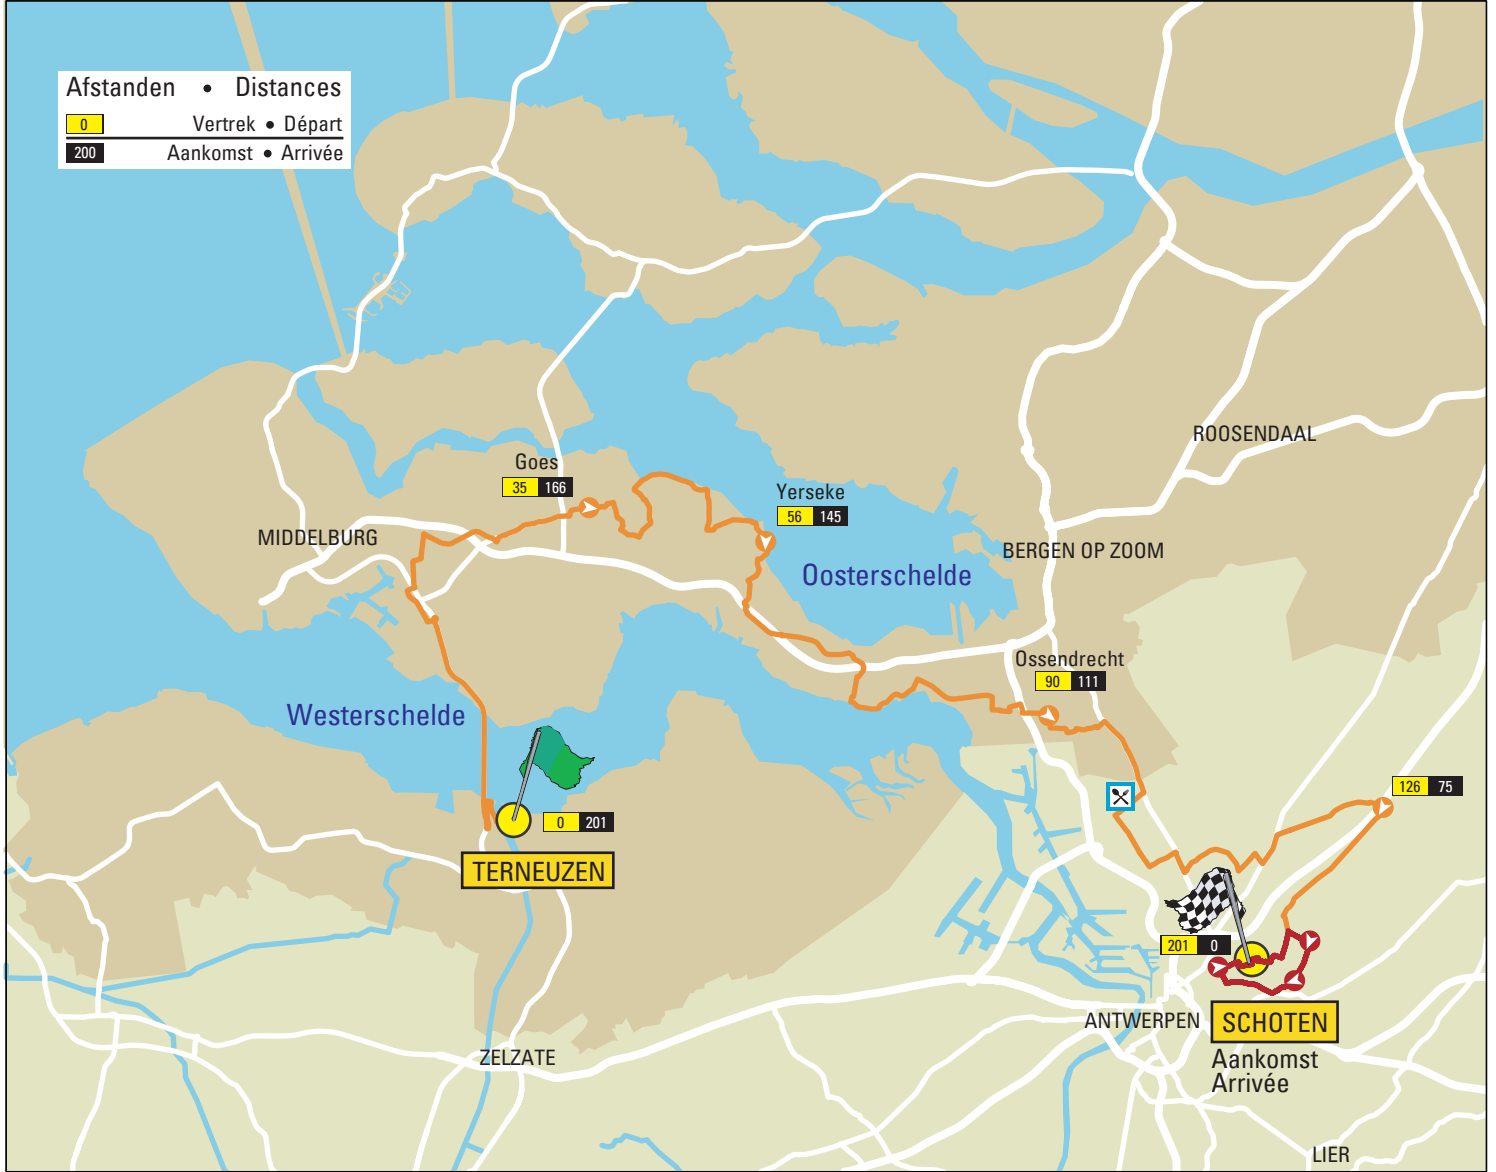 Afstanden • Distances
0 Vertrek • Départ
200 Aankomst • Arrivée
ROOSENDAAL
Goes
35 166
Yerseke
56 145
MIDDELBURG
BERGEN OP ZOOM
Oosterschelde
Ossendrecht
90 111
Westerschelde
126 75
0 201
TERNEUZEN
201 0
ANTWERPEN
SCHOTEN
Aankomst
Arrivée
ZELZATE
LIER